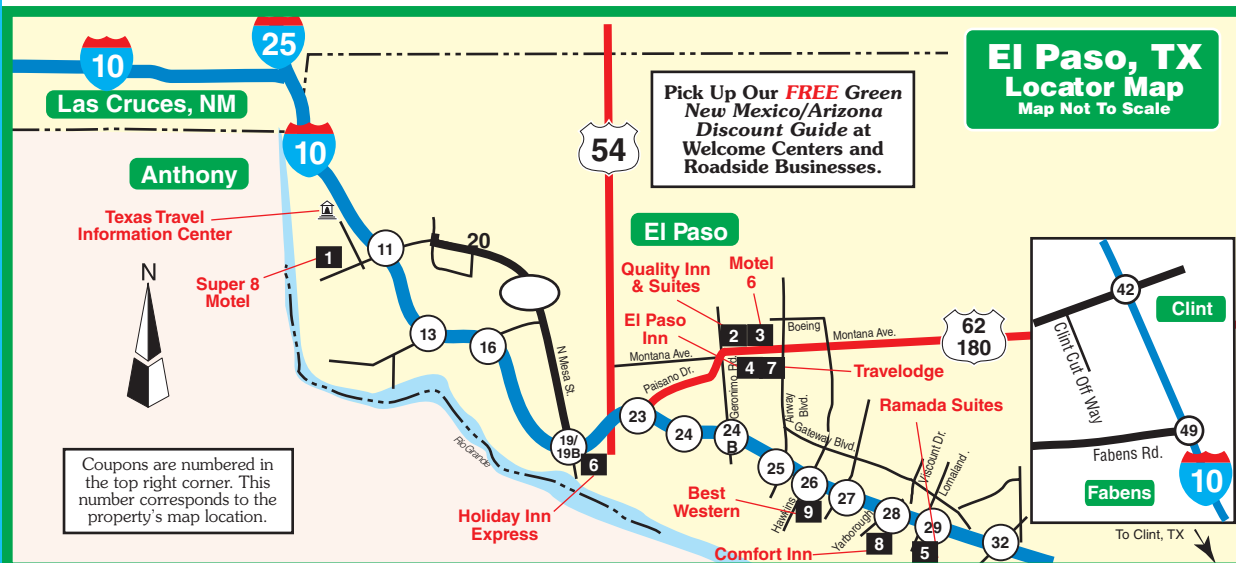 25
10
El Paso, TX
Locator Map
Map Not To Scale
Las Cruces, NM
Pick Up Our FREE Green
New Mexico/Arizona
Discount Guide at
Welcome Centers and
Roadside Businesses.
10
54
Anthony
Texas Travel
Information Center
El Paso
11
20
1
N
Super 8
Motel
Quality Inn
& Suites
Motel
6
42
Clint
El Paso
Inn
2
3
Boeing
Montana Ave.
62
180
Clint Cut Off Way
13
16
N Mesa St.
Montana Ave.
Geronimo Rd.
4
7
Travelodge
Paisano Dr.
Airway
Blvd.
Ramada Suites
23
24
24
B
Gateway Blvd.
Viscount Dr.
Lomaland .
49
Fabens Rd.
Rio Grande
19/
19B
6
25
26
27
Fabens
10
Coupons are numbered in
the top right corner. This
number corresponds to the
property's map location.
Best
Western
Hawkins
9
Yarborough
28
29
32
Holiday Inn
Express
Comfort Inn
8
5
To Clint, TX